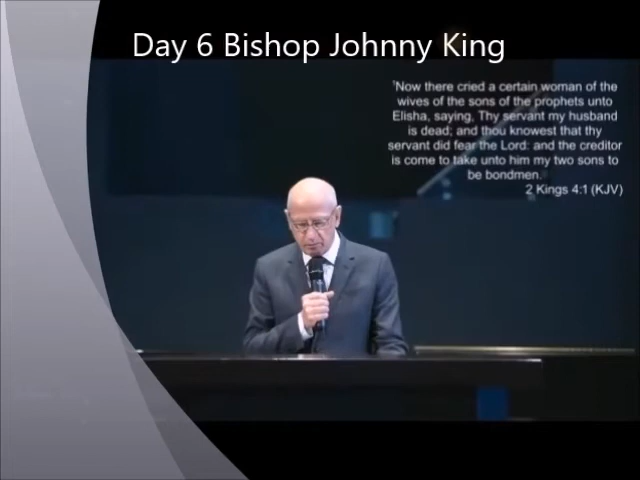 Day 6 Bishop Johnny King
¹Now there cried a certain woman of the
wives of the sons of the prophets unto
Elisha, saying, Thy servant my husband
is dead; and thou knowest that thy
servant did fear the Lord: and the creditor
is come to take unto him my two sons to
be bondmen.
2 Kings 4:1 (KJV)